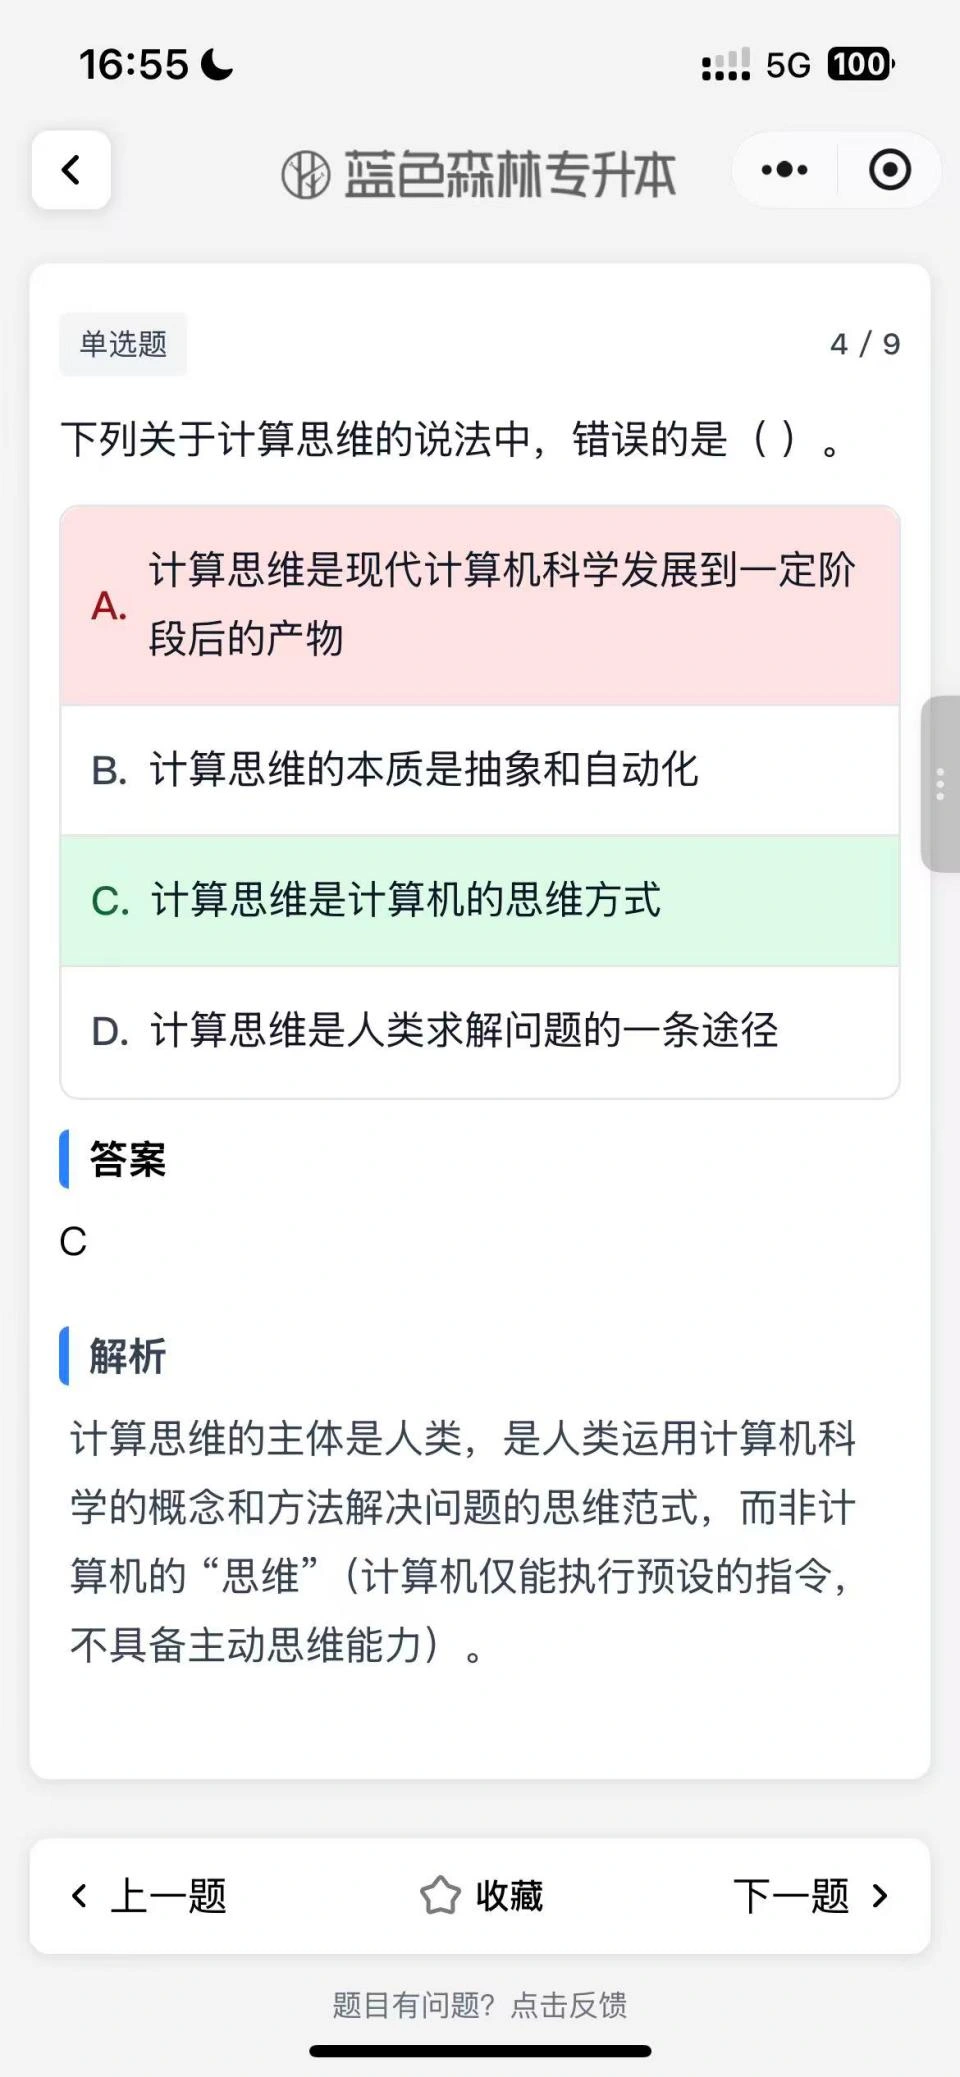 16:55
5G 100
蓝色森林专升本
单选题
4 / 9
下列关于计算思维的说法中，错误的是（ ）。
A. 计算思维是现代计算机科学发展到一定阶
段后的产物
B. 计算思维的本质是抽象和自动化
C. 计算思维是计算机的思维方式
D. 计算思维是人类求解问题的一条途径
答案
C
解析
计算思维的主体是人类，是人类运用计算机科
学的概念和方法解决问题的思维范式，而非计
算机的“思维”（计算机仅能执行预设的指令，
不具备主动思维能力）。
上一题
收藏
下一题
题目有问题？点击反馈